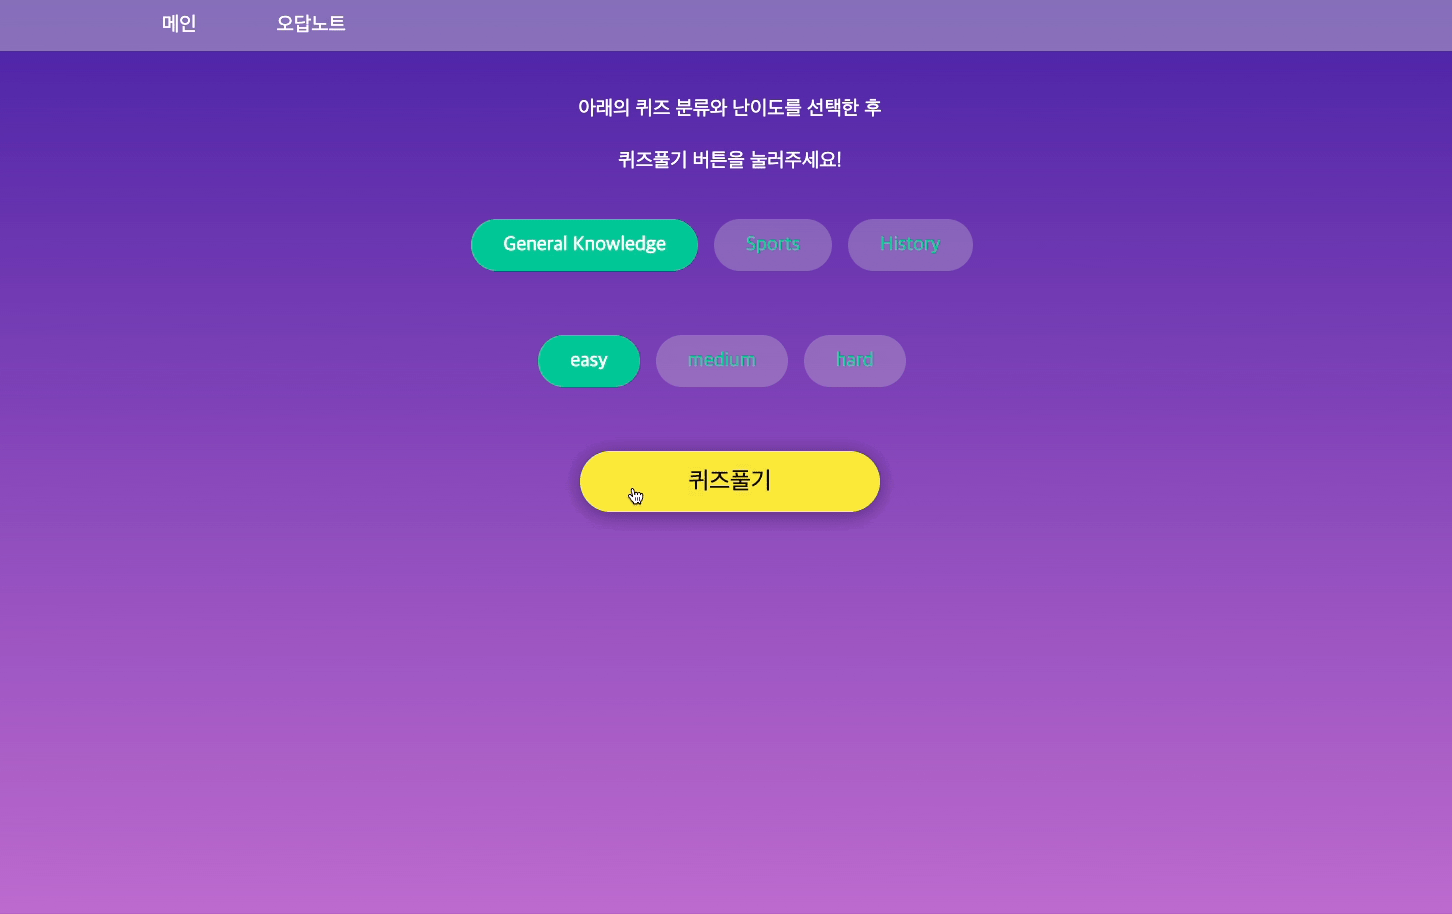 메인 오답노트
아래의 퀴즈 분류와 난이도를 선택한 후
퀴즈풀기 버튼을 눌러주세요!
General Knowledge Sports History
easy medium hard
퀴즈풀기